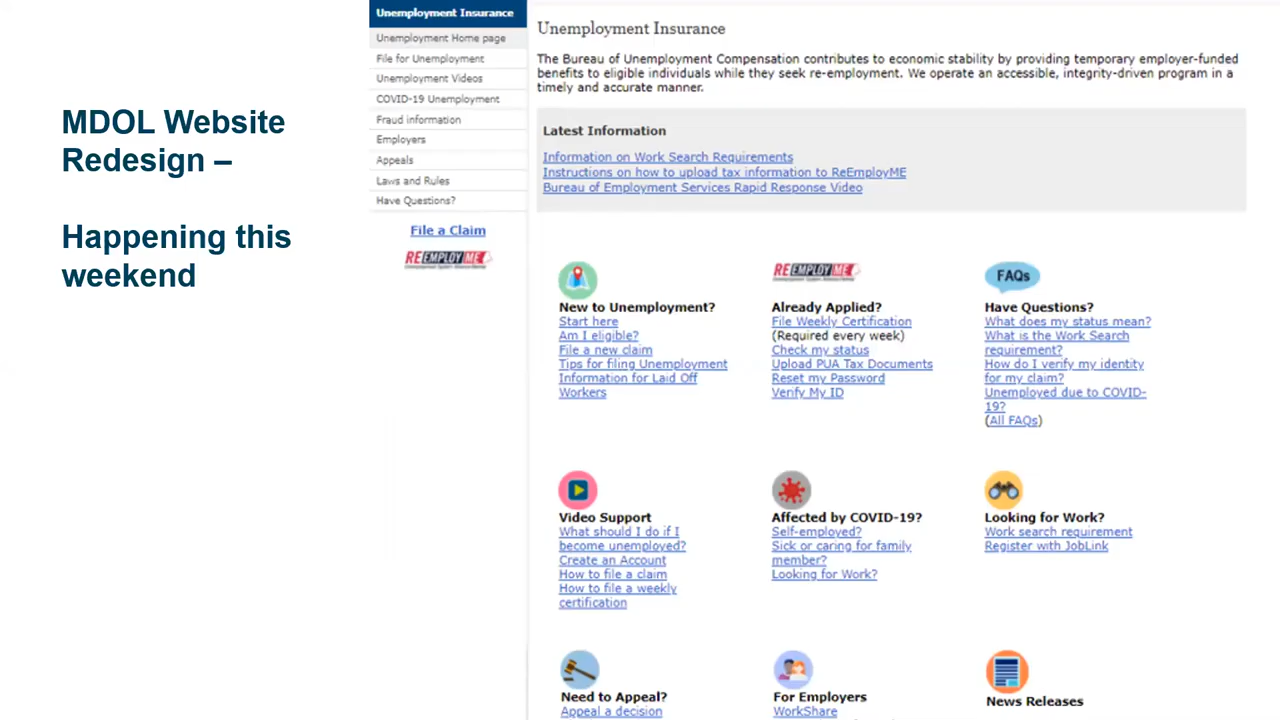 MDOL Website
Redesign –
Happening this
weekend
Unemployment Insurance
Unemployment Home page
File for Unemployment
Unemployment Videos
COVID-19 Unemployment
Fraud information
Employers
Appeals
Laws and Rules
Have Questions?
File a Claim
REEMPLOYME
Unemployment Insurance
The Bureau of Unemployment Compensation contributes to economic stability by providing temporary employer-funded
benefits to eligible individuals while they seek re-employment. We operate an accessible, integrity-driven program in a
timely and accurate manner.
Latest Information
Information on Work Search Requirements
Instructions on how to upload tax information to ReEmployME
Bureau of Employment Services Rapid Response Video
New to Unemployment?
Start here
Am I eligible?
File a new claim
Tips for filing Unemployment
Information for Laid Off
Workers
REEMPLOYME
Already Applied?
File Weekly Certification
(Required every week)
Check my status
Upload PUA Tax Documents
Reset my Password
Verify My ID
FAQs
Have Questions?
What does my status mean?
What is the Work Search
requirement?
How do I verify my identity
for my claim?
Unemployed due to COVID-
19?
(All FAQs)
Video Support
What should I do if I
become unemployed?
Create an Account
How to file a claim
How to file a weekly
certification
Affected by COVID-19?
Self-employed?
Sick or caring for family
member?
Looking for Work?
Looking for Work?
Work search requirement
Register with JobLink
Need to Appeal?
Appeal a decision
For Employers
WorkShare
News Releases